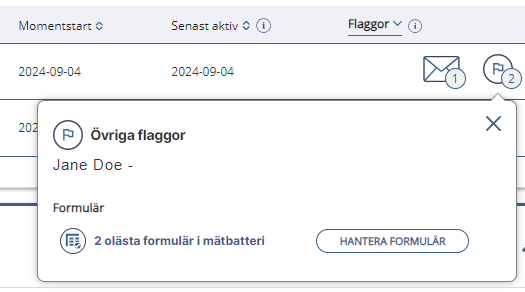 Momentstart Senast aktiv i Flaggor i
2024-09-04 2024-09-04 1 2
202
Övriga flaggor
Jane Doe -
Formulär
2 olästa formulär i mätbatteri HANTERA FORMULÄR